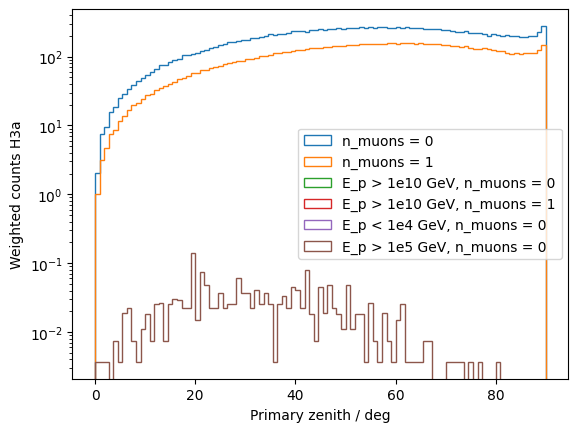 Weighted counts H3a
10²
10¹
10⁰
10⁻¹
10⁻²
n_muons = 0
n_muons = 1
E_p > 1e10 GeV, n_muons = 0
E_p > 1e10 GeV, n_muons = 1
E_p < 1e4 GeV, n_muons = 0
E_p > 1e5 GeV, n_muons = 0
0 20 40 60 80
Primary zenith / deg